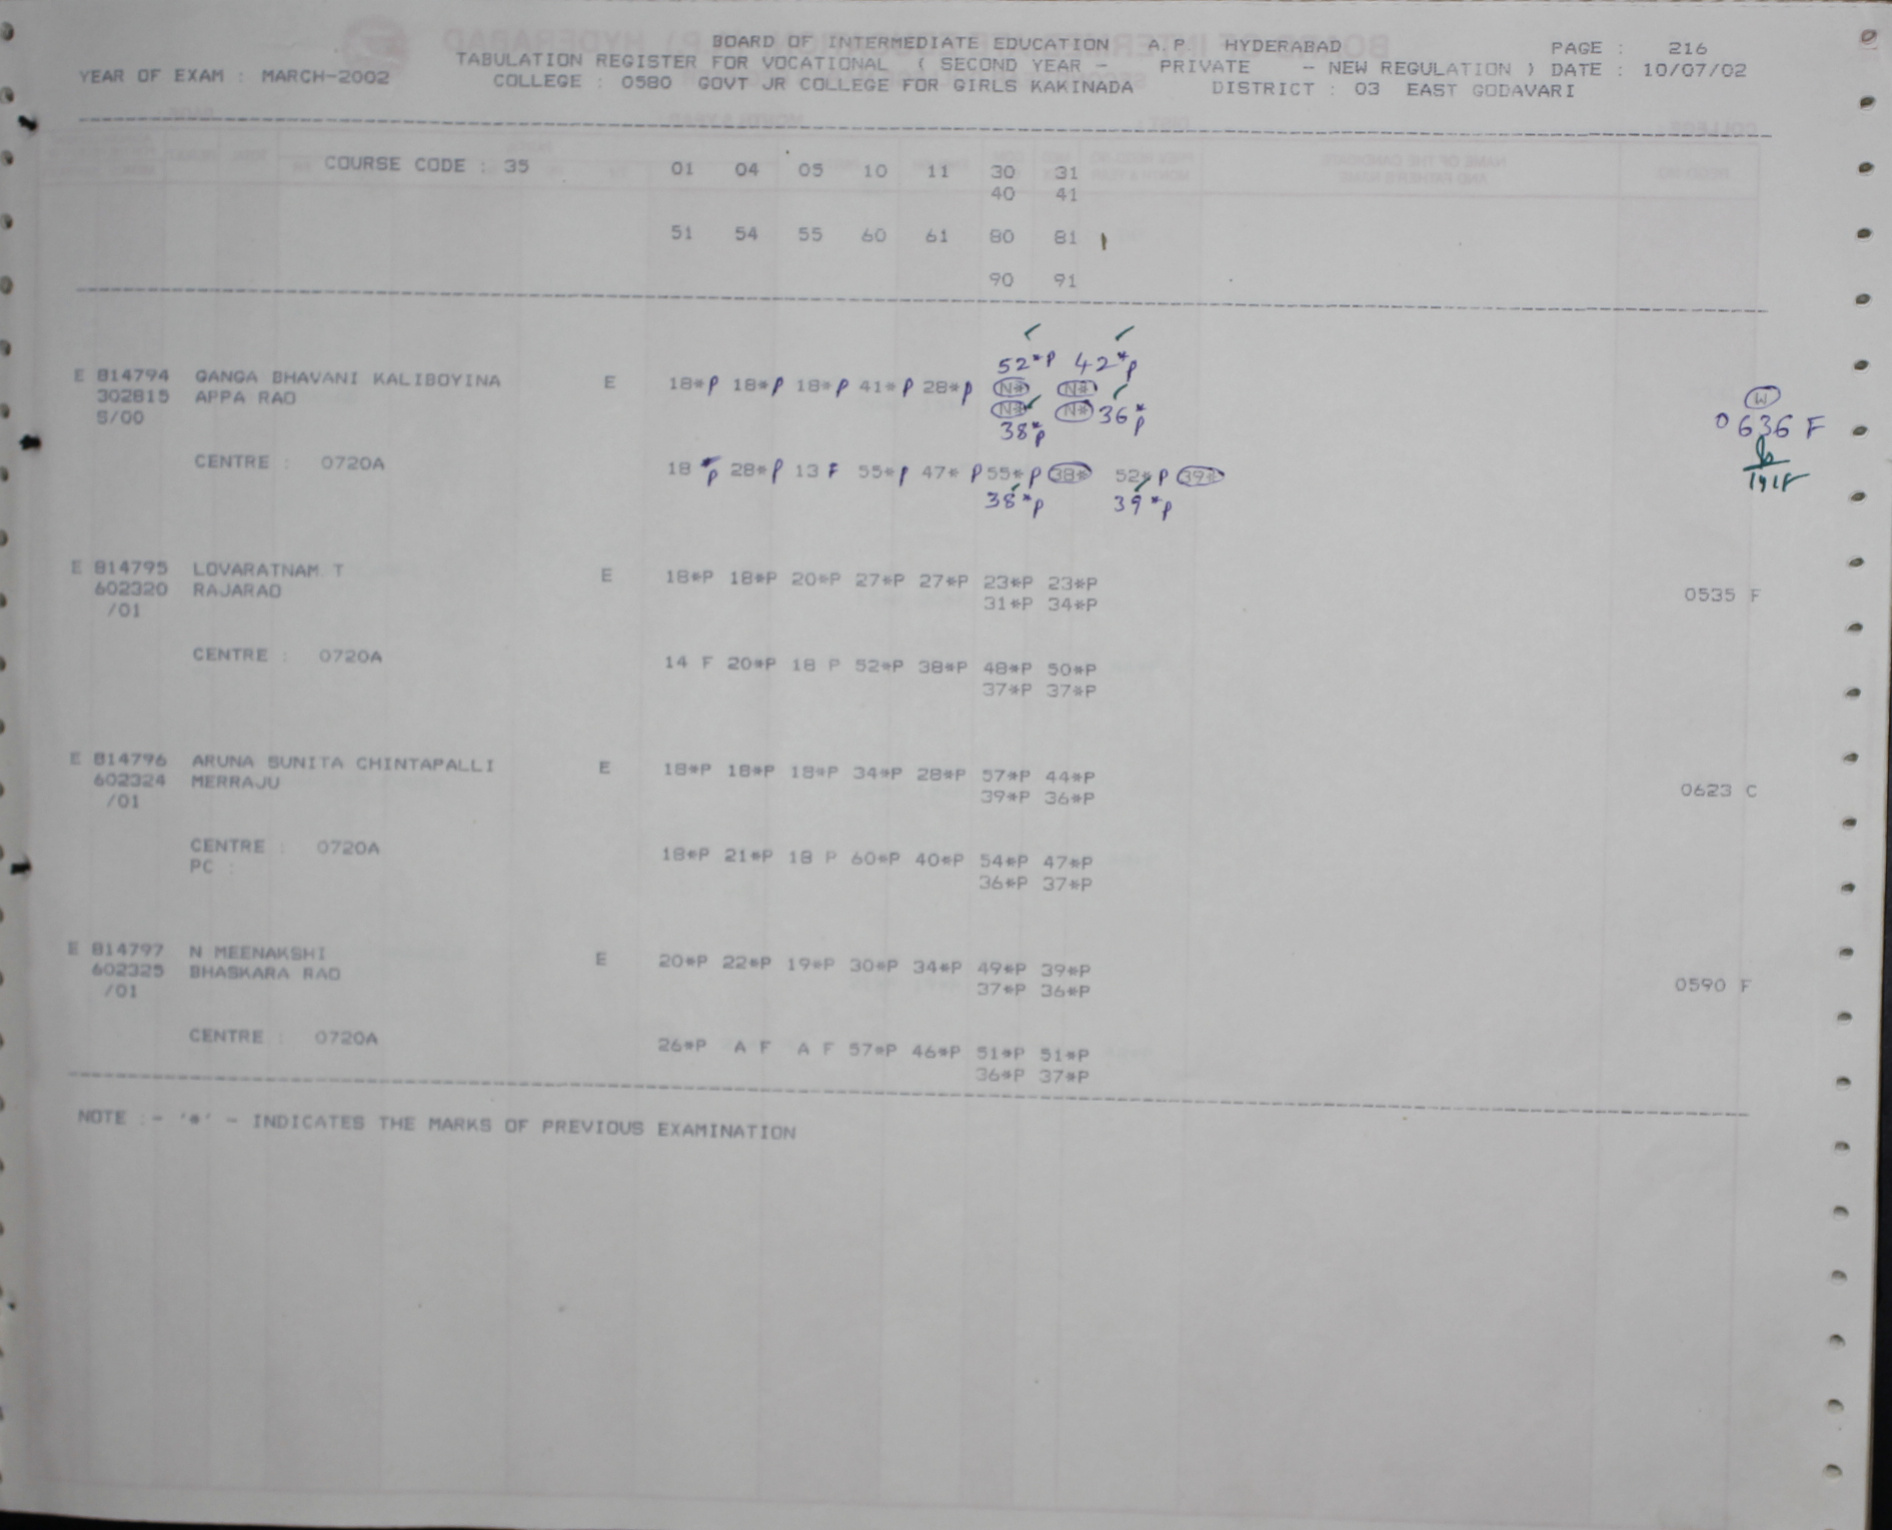 BOARD OF INTERMEDIATE EDUCATION A.P. HYDERABAD PAGE : 216
TABULATION REGISTER FOR VOCATIONAL ( SECOND YEAR - PRIVATE - NEW REGULATION ) DATE : 10/07/02
YEAR OF EXAM : MARCH-2002 COLLEGE : 0580 GOVT JR COLLEGE FOR GIRLS KAKINADA DISTRICT : 03 EAST GODAVARI
COURSE CODE : 35 01 04 05 10 11 30 31
40 41
51 54 55 60 61 80 81
90 91
52*P 42*P
E 814794 GANGA BHAVANI KALIBOYINA E 18*P 18*P 18*P 41*P 28*P N* N*
302815 APPA RAO N* N* 36*P
5/00 38*P
W
0636 F
CENTRE : 0720A 18*P 28*P 13 F 55*P 47*P 55*P 38* 52*P 39*
38*P 39*P
E 814795 LOVARATNAM T E 18*P 18*P 20*P 27*P 27*P 23*P 23*P
602320 RAJARAO 31*P 34*P 0535 F
/01
CENTRE : 0720A 14 F 20*P 18 P 52*P 38*P 48*P 50*P
37*P 37*P
E 814796 ARUNA SUNITA CHINTAPALLI E 18*P 18*P 18*P 34*P 28*P 57*P 44*P
602324 MERRAJU 39*P 36*P 0623 C
/01
CENTRE : 0720A 18*P 21*P 18 P 60*P 40*P 54*P 47*P
PC : 36*P 37*P
E 814797 N MEENAKSHI E 20*P 22*P 19*P 30*P 34*P 49*P 39*P
602325 BHASKARA RAO 37*P 36*P 0590 F
/01
CENTRE : 0720A 26*P A F A F 57*P 46*P 51*P 51*P
36*P 37*P
NOTE :- '*' - INDICATES THE MARKS OF PREVIOUS EXAMINATION